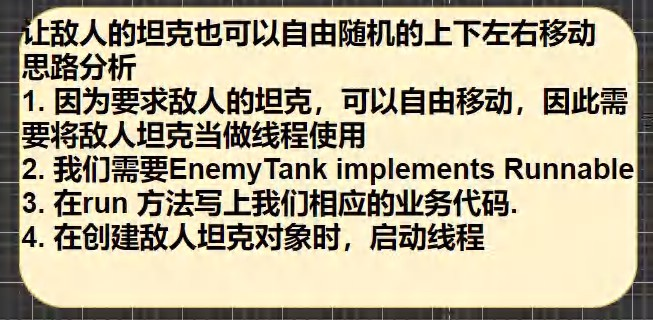 让敌人的坦克也可以自由随机的上下左右移动
思路分析
1. 因为要求敌人的坦克，可以自由移动，因此需
要将敌人坦克当做线程使用
2. 我们需要EnemyTank implements Runnable
3. 在run 方法写上我们相应的业务代码.
4. 在创建敌人坦克对象时，启动线程